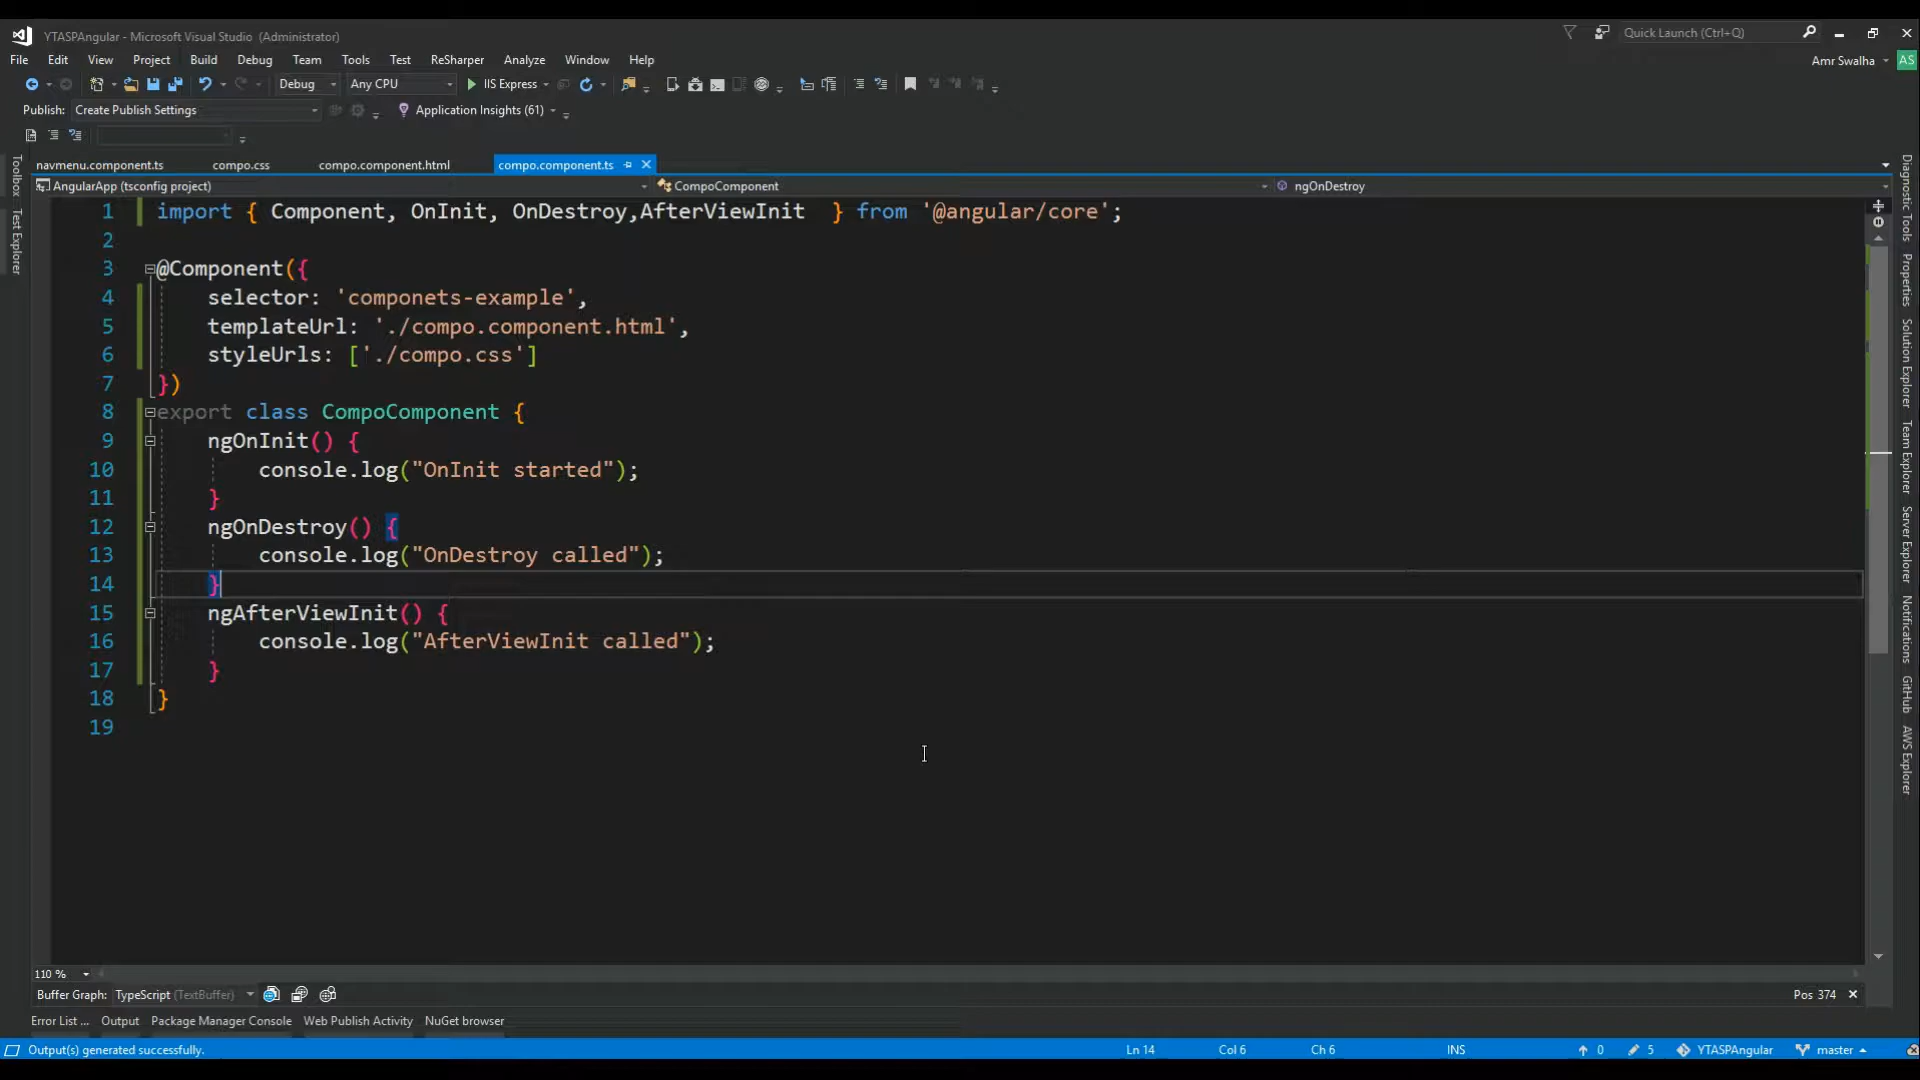 YTASPAngular - Microsoft Visual Studio (Administrator)
Quick Launch (Ctrl+Q)
File Edit View Project Build Debug Team Tools Test ReSharper Analyze Window Help
Amr Swalha AS
Debug Any CPU IIS Express
Publish: Create Publish Settings Application Insights (61)
navmenu.component.ts compo.css compo.component.html compo.component.ts
AngularApp (tsconfig project) CompoComponent ngOnDestroy
1 import { Component, OnInit, OnDestroy,AfterViewInit  } from '@angular/core';
2
3 @Component({
4 selector: 'componets-example',
5 templateUrl: './compo.component.html',
6 styleUrls: ['./compo.css']
7 })
8 export class CompoComponent {
9 ngOnInit() {
10 console.log("OnInit started");
11 }
12 ngOnDestroy() {
13 console.log("OnDestroy called");
14 }
15 ngAfterViewInit() {
16 console.log("AfterViewInit called");
17 }
18 }
19
Toolbox
Test Explorer
Diagnostic Tools
Properties
Solution Explorer
Team Explorer
Server Explorer
Notifications
GitHub
AWS Explorer
110 %
Buffer Graph: TypeScript (TextBuffer) Pos 374
Error List ... Output Package Manager Console Web Publish Activity NuGet browser
Output(s) generated successfully. Ln 14 Col 6 Ch 6 INS 0 5 YTASPAngular master